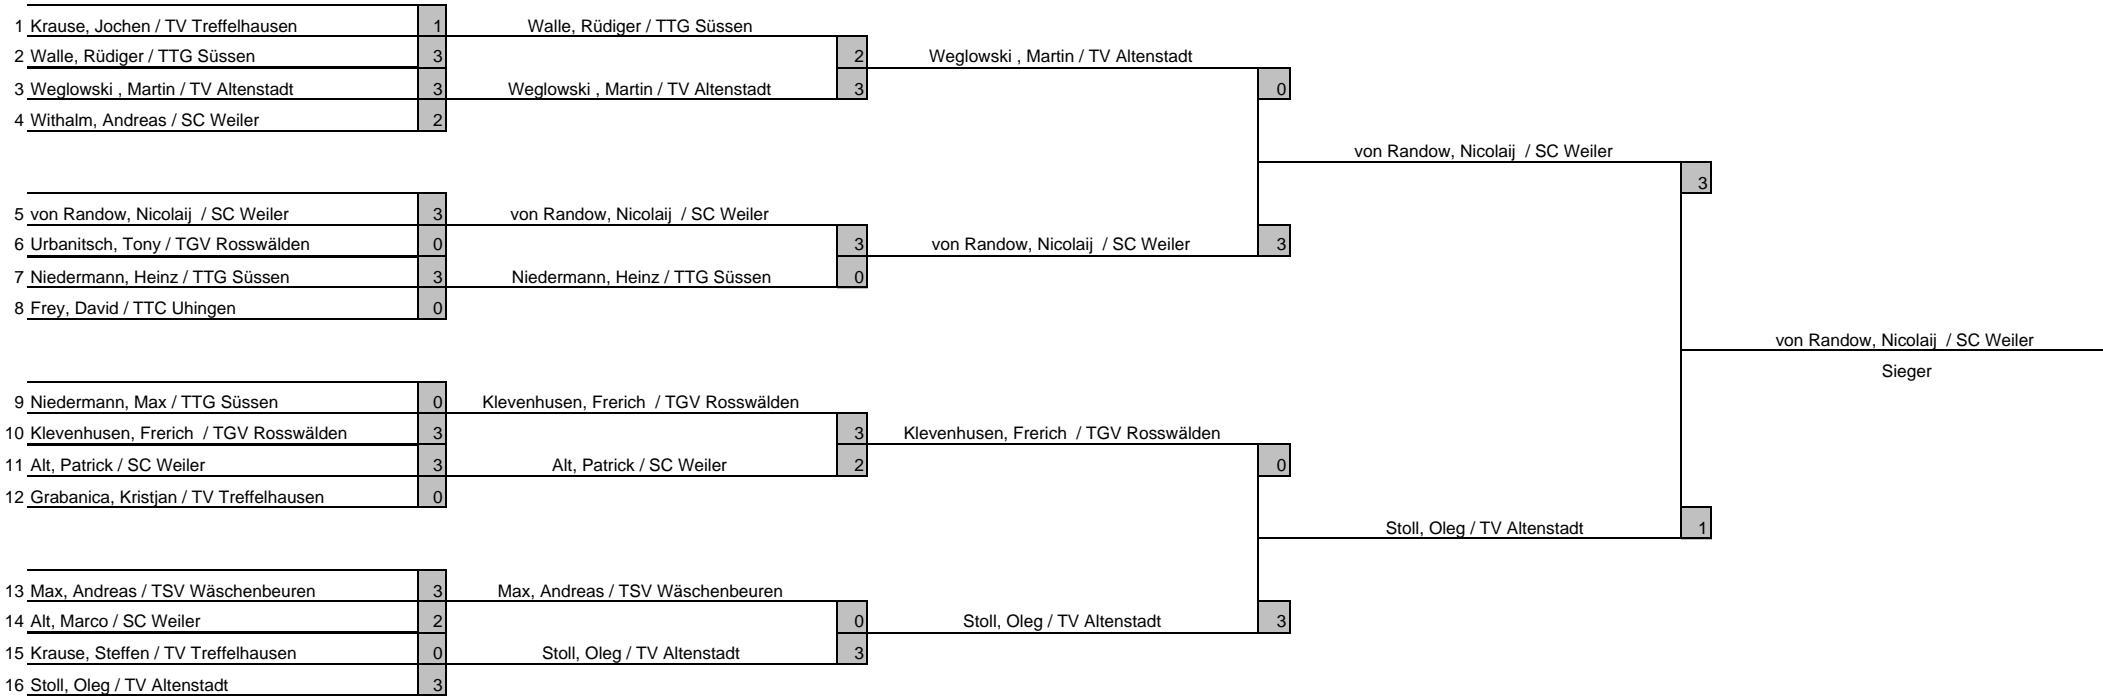 1 Krause, Jochen / TV Treffelhausen 1 Walle, Rüdiger / TTG Süssen
2 Walle, Rüdiger / TTG Süssen 3 2 Weglowski , Martin / TV Altenstadt
3 Weglowski , Martin / TV Altenstadt 3 Weglowski , Martin / TV Altenstadt 3 0
4 Withalm, Andreas / SC Weiler 2
von Randow, Nicolaij / SC Weiler
3
5 von Randow, Nicolaij / SC Weiler 3 von Randow, Nicolaij / SC Weiler
6 Urbanitsch, Tony / TGV Rosswälden 0 3 von Randow, Nicolaij / SC Weiler 3
7 Niedermann, Heinz / TTG Süssen 3 Niedermann, Heinz / TTG Süssen 0
8 Frey, David / TTC Uhingen 0
von Randow, Nicolaij / SC Weiler
Sieger
9 Niedermann, Max / TTG Süssen 0 Klevenhusen, Frerich / TGV Rosswälden
10 Klevenhusen, Frerich / TGV Rosswälden 3 3 Klevenhusen, Frerich / TGV Rosswälden
11 Alt, Patrick / SC Weiler 3 Alt, Patrick / SC Weiler 2 0
12 Grabanica, Kristjan / TV Treffelhausen 0
Stoll, Oleg / TV Altenstadt 1
13 Max, Andreas / TSV Wäschenbeuren 3 Max, Andreas / TSV Wäschenbeuren
14 Alt, Marco / SC Weiler 2 0 Stoll, Oleg / TV Altenstadt 3
15 Krause, Steffen / TV Treffelhausen 0 Stoll, Oleg / TV Altenstadt 3
16 Stoll, Oleg / TV Altenstadt 3